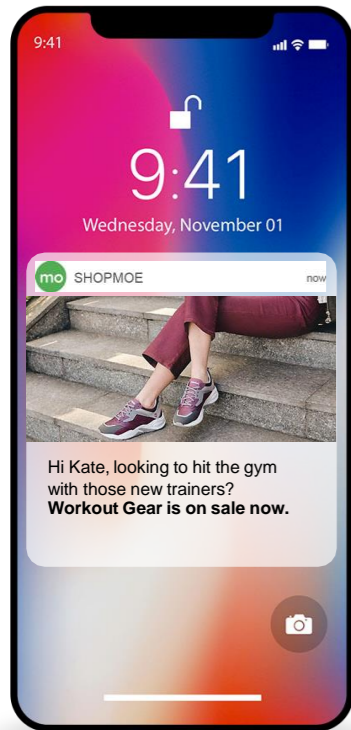 9:41
9:41
Wednesday, November 01
mo SHOPMOE now
Hi Kate, looking to hit the gym
with those new trainers?
Workout Gear is on sale now.